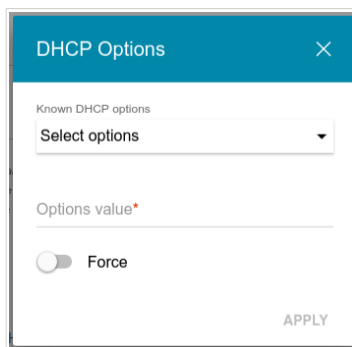 DHCP Options
Known DHCP options
Select options
Options value*
Force
APPLY